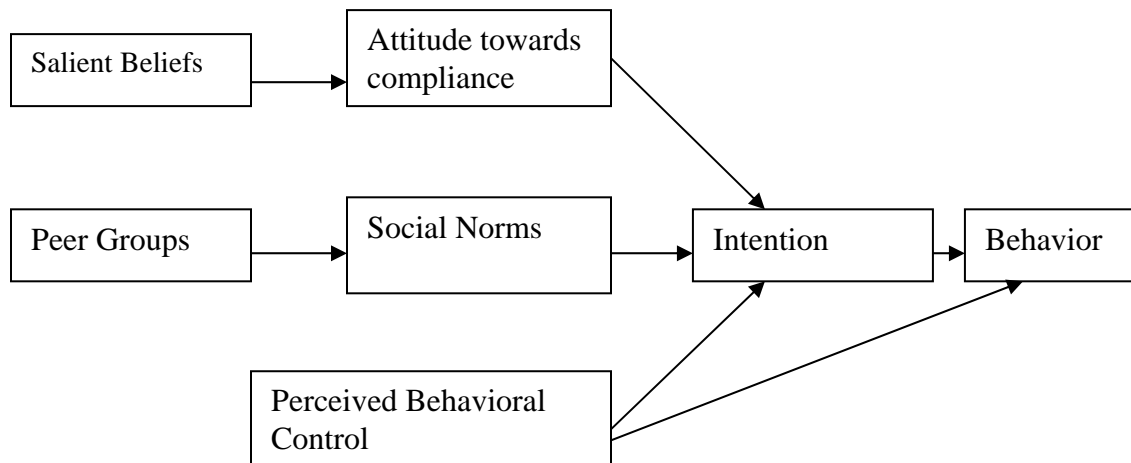 Salient Beliefs
Attitude towards
compliance
Peer Groups
Social Norms
Intention
Behavior
Perceived Behavioral
Control